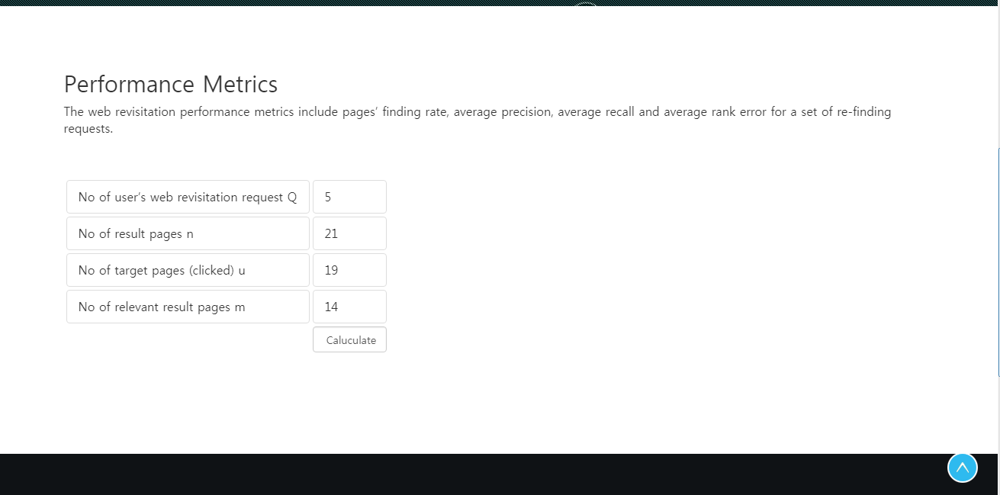 Performance Metrics
The web revisitation performance metrics include pages' finding rate, average precision, average recall and average rank error for a set of re-finding
requests.
No of user's web revisitation request Q 5
No of result pages n 21
No of target pages (clicked) u 19
No of relevant result pages m 14
Caluculate